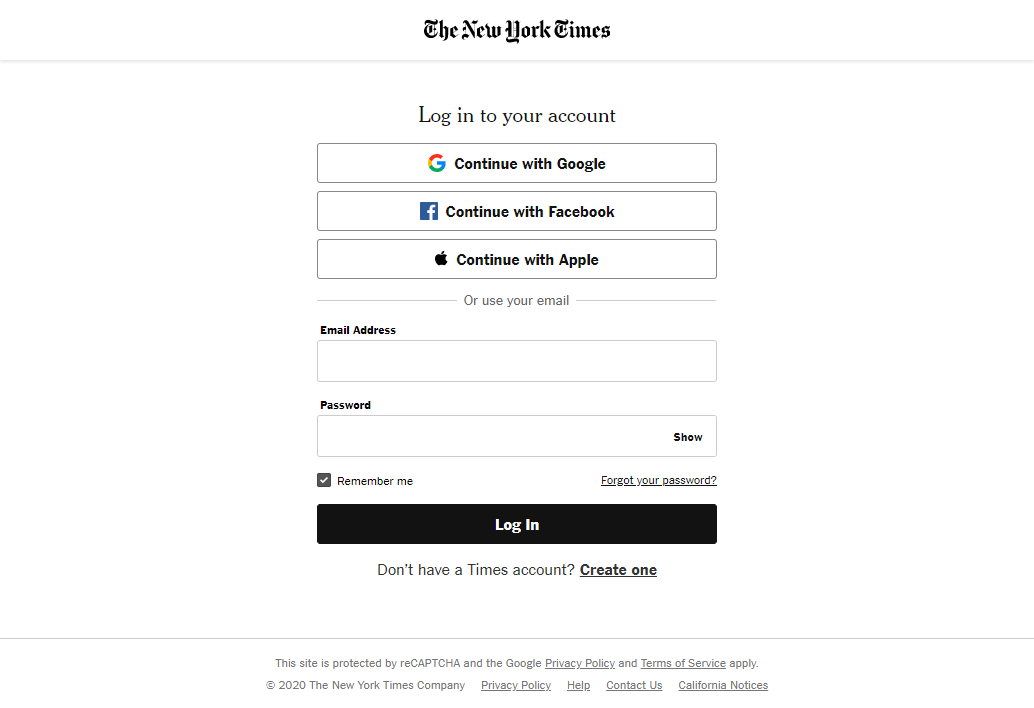 The New York Times
Log in to your account
Continue with Google
Continue with Facebook
Continue with Apple
Or use your email
Email Address
Password
Show
Remember me Forgot your password?
Log In
Don't have a Times account? Create one
This site is protected by reCAPTCHA and the Google Privacy Policy and Terms of Service apply.
© 2020 The New York Times Company Privacy Policy Help Contact Us California Notices